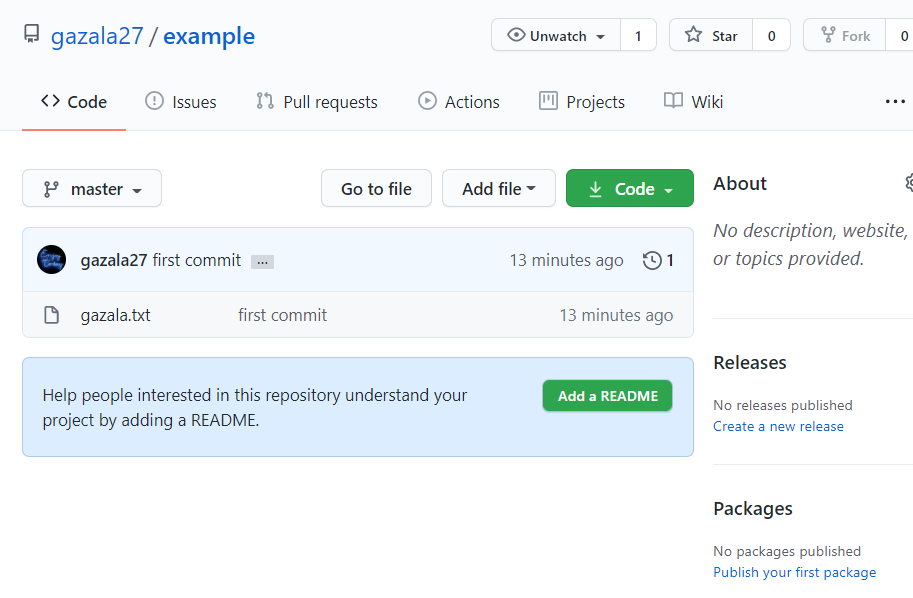 gazala27 / example
Unwatch 1 Star 0 Fork 0
Code Issues Pull requests Actions Projects Wiki ...
master Go to file Add file Code
gazala27 first commit ... 13 minutes ago 1
gazala.txt first commit 13 minutes ago
Help people interested in this repository understand your
project by adding a README.
Add a README
About
No description, website,
or topics provided.
Releases
No releases published
Create a new release
Packages
No packages published
Publish your first package